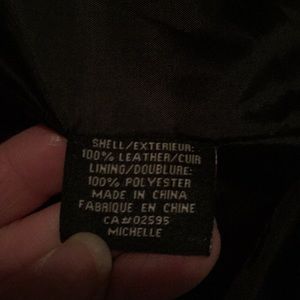 SHELL/EXTERIEUR:
100% LEATHER/CUIR
LINING/DOUBLURE:
100% POLYESTER
MADE IN CHINA
FABRIQUE EN CHINE
CA#02595
MICHELLE